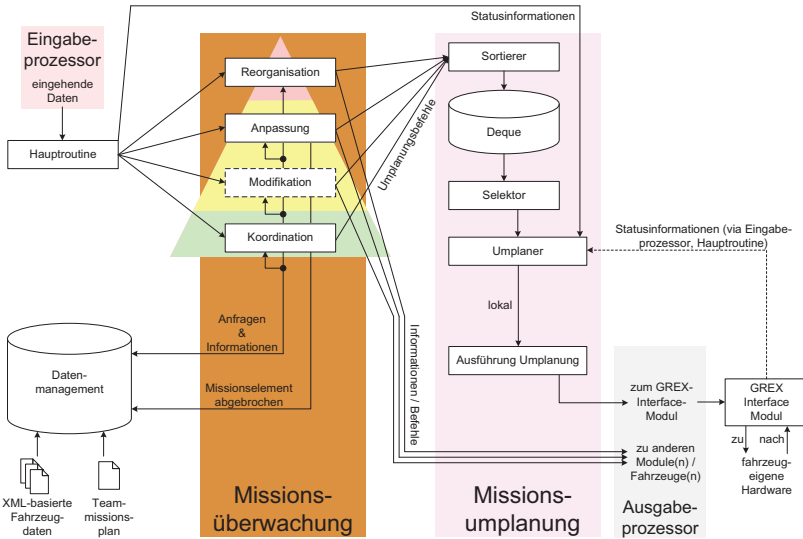 Statusinformationen
Eingabe-
prozessor
eingehende
Daten
Hauptroutine
Reorganisation
Anpassung
Modifikation
Koordination
Umplanungsbefehle
Sortierer
Deque
Selektor
Umplaner
Statusinformationen (via Eingabe-
prozessor, Hauptroutine)
lokal
Ausführung Umplanung
Anfragen
&
Informationen
Daten-
management
Missionselement
abgebrochen
Informationen / Befehle
zum GREX-
Interface-
Modul
GREX
Interface
Modul
zu
nach
fahrzeug-
eigene
Hardware
zu anderen
Module(n) /
Fahrzeuge(n)
XML-basierte
Fahrzeug-
daten
Team-
missions-
plan
Missions-
überwachung
Missions-
umplanung
Ausgabe-
prozessor